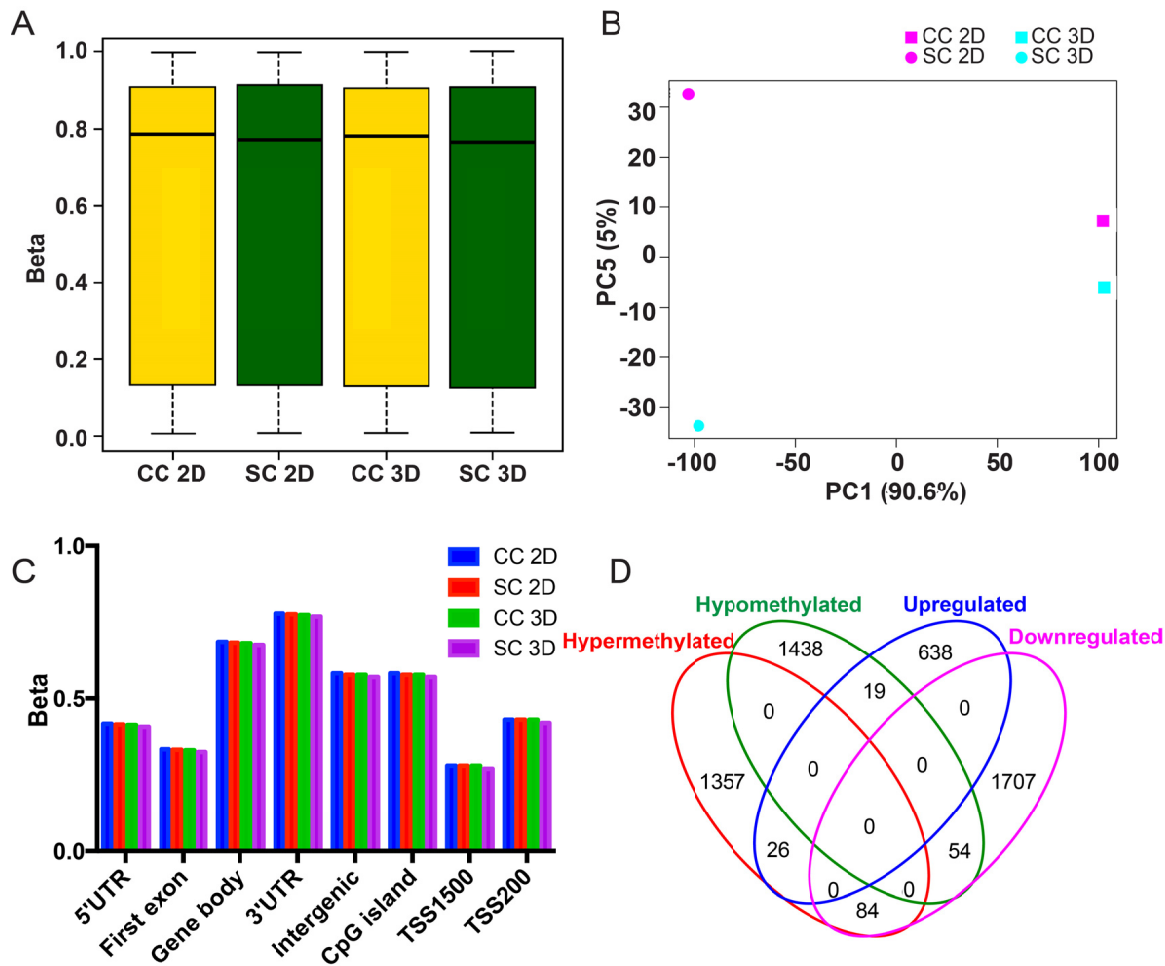 A
1.0
0.8
0.6
0.4
0.2
0.0
Beta
CC 2D
SC 2D
CC 3D
SC 3D
B
CC 2D
CC 3D
SC 2D
SC 3D
30
20
10
0
-10
-20
-30
PC5 (5%)
-100
-50
0
50
100
PC1 (90.6%)
C
1.0
0.5
0.0
Beta
CC 2D
SC 2D
CC 3D
SC 3D
5'UTR
First exon
Gene body
3'UTR
Intergenic
CpG island
TSS1500
TSS200
D
Hypomethylated
Upregulated
Hypermethylated
Downregulated
1438
638
19
0
0
1357
0
0
1707
0
26
54
0
0
84